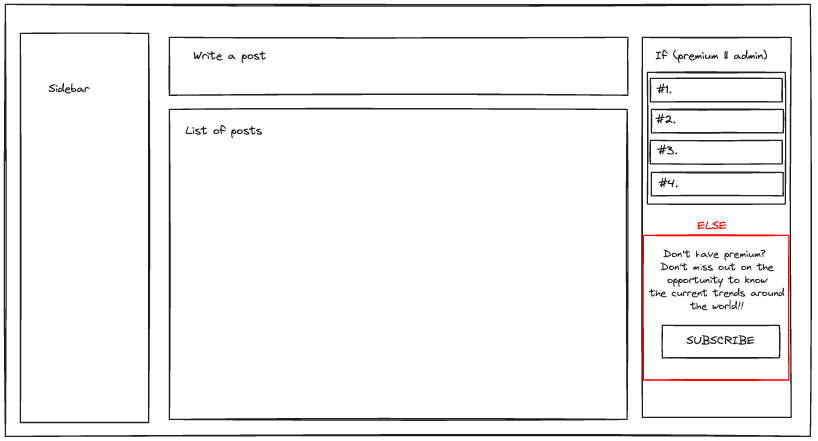 Sidebar
Write a post
List of posts
If (premium || admin)
#1.
#2.
#3.
#4.
ELSE
Don't have premium?
Don't miss out on the
opportunity to know
the current trends around
the world!!
SUBSCRIBE